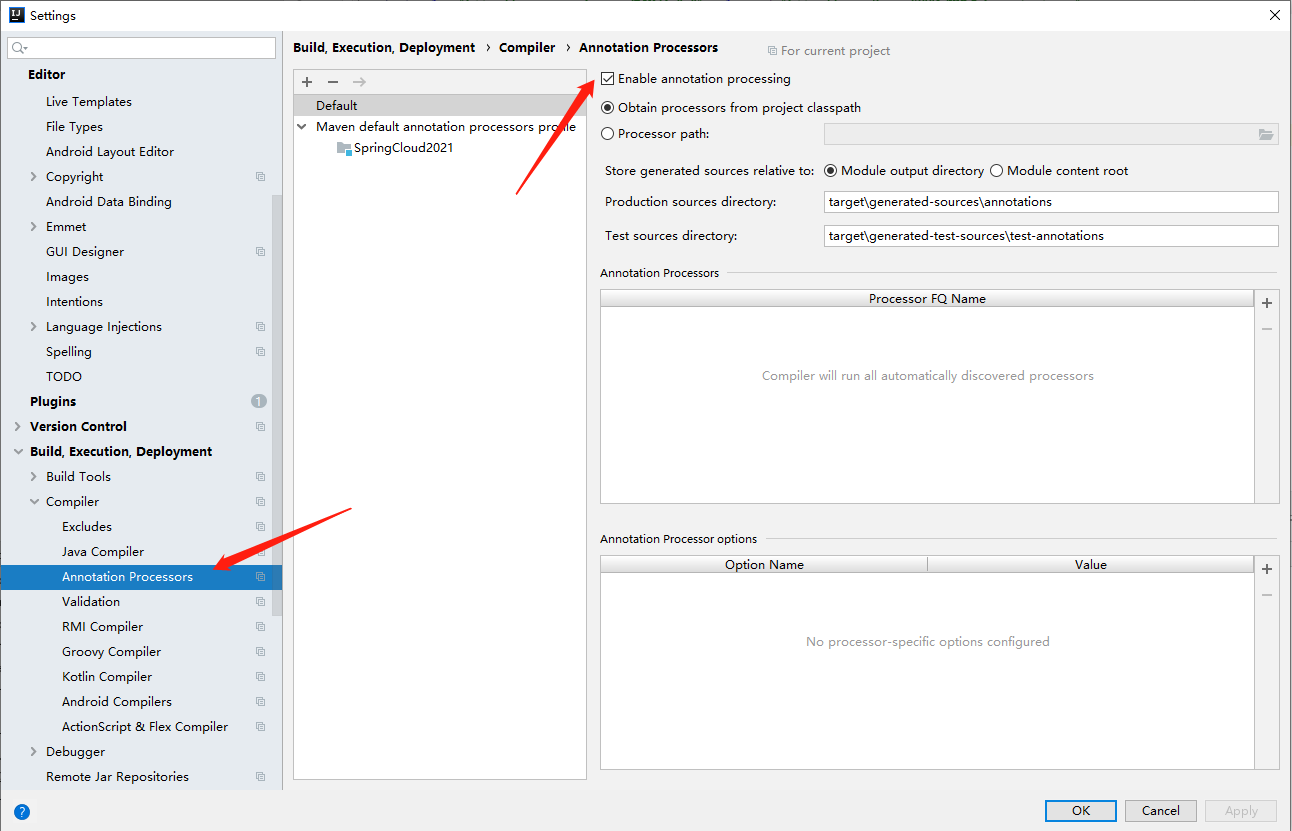 Settings
Editor
Live Templates
File Types
Android Layout Editor
Copyright
Android Data Binding
Emmet
GUI Designer
Images
Intentions
Language Injections
Spelling
TODO
Plugins 1
Version Control
Build, Execution, Deployment
Build Tools
Compiler
Excludes
Java Compiler
Annotation Processors
Validation
RMI Compiler
Groovy Compiler
Kotlin Compiler
Android Compilers
ActionScript & Flex Compiler
Debugger
Remote Jar Repositories
Build, Execution, Deployment › Compiler › Annotation Processors For current project
Default
Maven default annotation processors profile
SpringCloud2021
Enable annotation processing
Obtain processors from project classpath
Processor path:
Store generated sources relative to: Module output directory Module content root
Production sources directory: target\generated-sources\annotations
Test sources directory: target\generated-test-sources\test-annotations
Annotation Processors
Processor FQ Name
Compiler will run all automatically discovered processors
Annotation Processor options
Option Name Value
No processor-specific options configured
? OK Cancel Apply